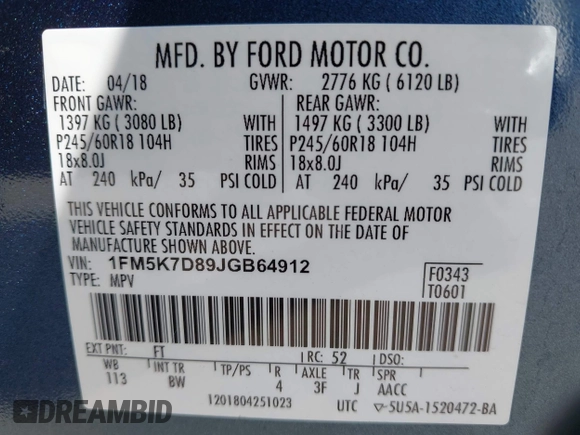 MFD. BY FORD MOTOR CO.
DATE: 04/18 GVWR: 2776 KG ( 6120 LB)
FRONT GAWR: REAR GAWR:
1397 KG ( 3080 LB) WITH 1497 KG ( 3300 LB) WITH
P245/60R18 104H TIRES P245/60R18 104H TIRES
18x8.0J RIMS 18x8.0J RIMS
AT 240 kPa/ 35 PSI COLD AT 240 kPa/ 35 PSI COLD
THIS VEHICLE CONFORMS TO ALL APPLICABLE FEDERAL MOTOR
VEHICLE SAFETY STANDARDS IN EFFECT ON THE DATE OF
MANUFACTURE SHOWN ABOVE.
VIN: 1FM5K7D89JGB64912 F0343
TYPE: MPV T0601
EXT PNT: FT RC: 52 DSO:
WB INT TR TP/PS R AXLE TR SPR
113 BW 4 3F J AACC
1201804251023 UTC 5U5A-1520472-BA
201BRANDBID